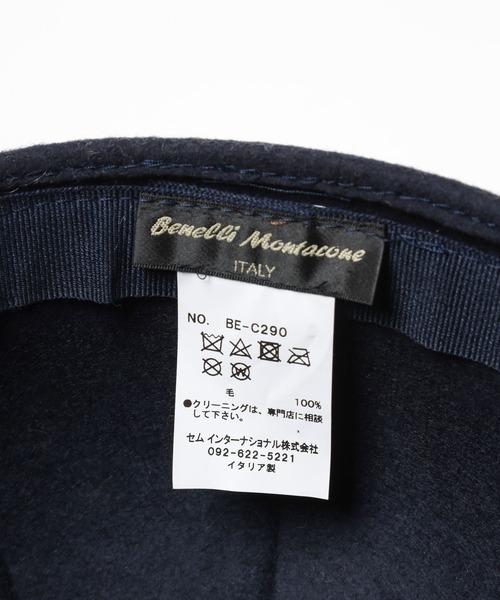 Benelli Montacone
ITALY
NO. BE-C290
毛 100%
●クリーニングは、専門店に相談
して下さい。
セム インターナショナル株式会社
092-622-5221
イタリア製